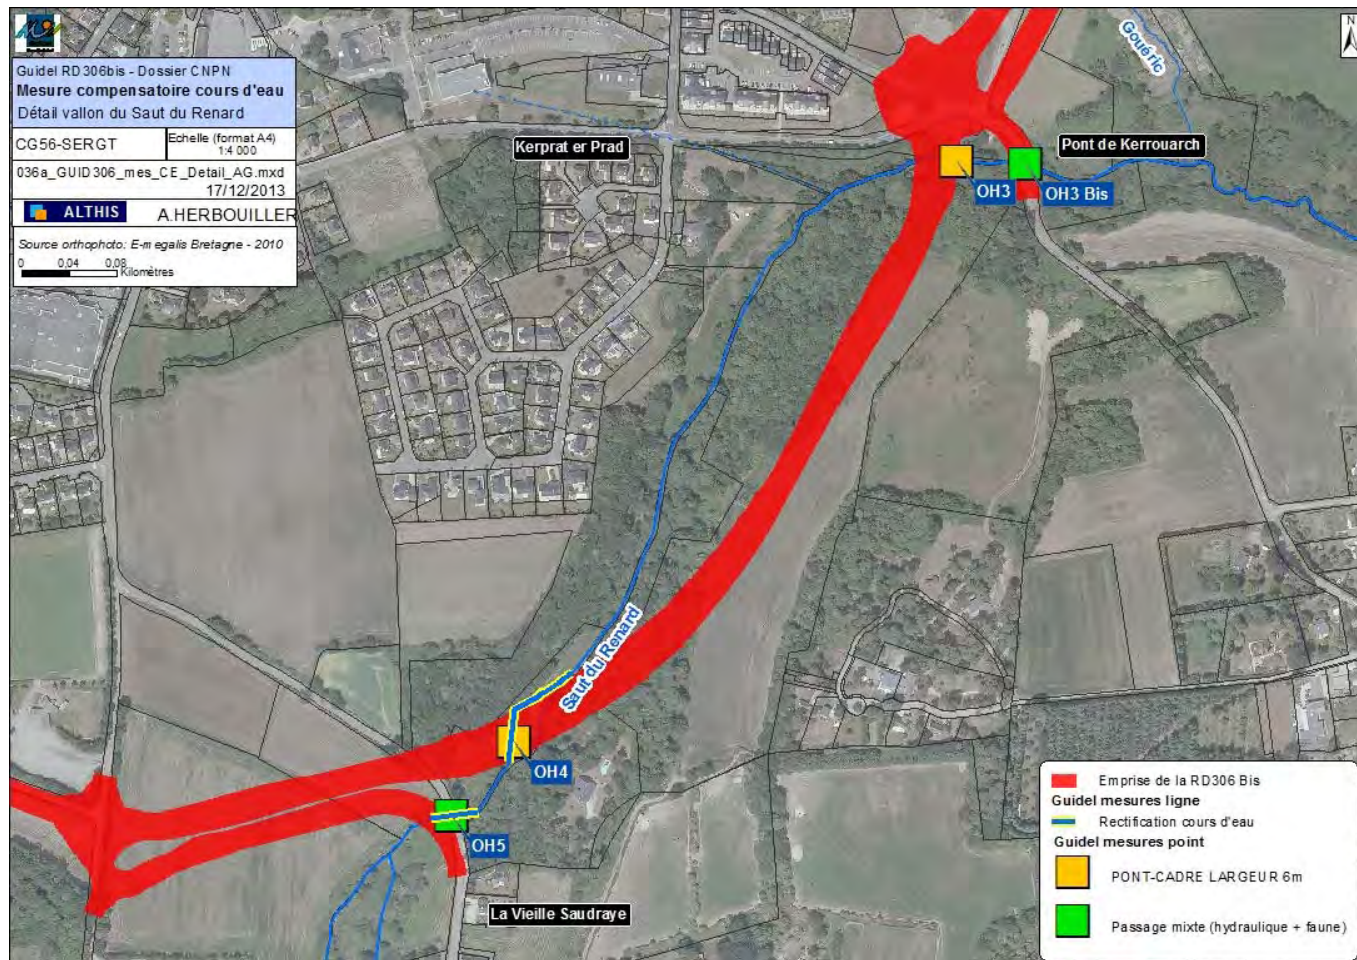 Guidel RD306bis - Dossier CNPN
Mesure compensatoire cours d'eau
Détail vallon du Saut du Renard
CG56-SERGT
Echelle (format A4)
1:4 000
036a_GUID306_mes_CE_Detail_AG.mxd
17/12/2013
ALTHIS
A.HERBOUILLER
Source orthophoto: E-megalis Bretagne - 2010
0 0,04 0,08
Kilomètres
N
Gouéric
Kerprat er Prad
Pont de Kerrouarch
OH3
OH3 Bis
Saut du Renard
OH4
OH5
La Vieille Saudraye
Emprise de la RD306 Bis
Guidel mesures ligne
Rectification cours d'eau
Guidel mesures point
PONT-CADRE LARGEUR 6m
Passage mixte (hydraulique + faune)